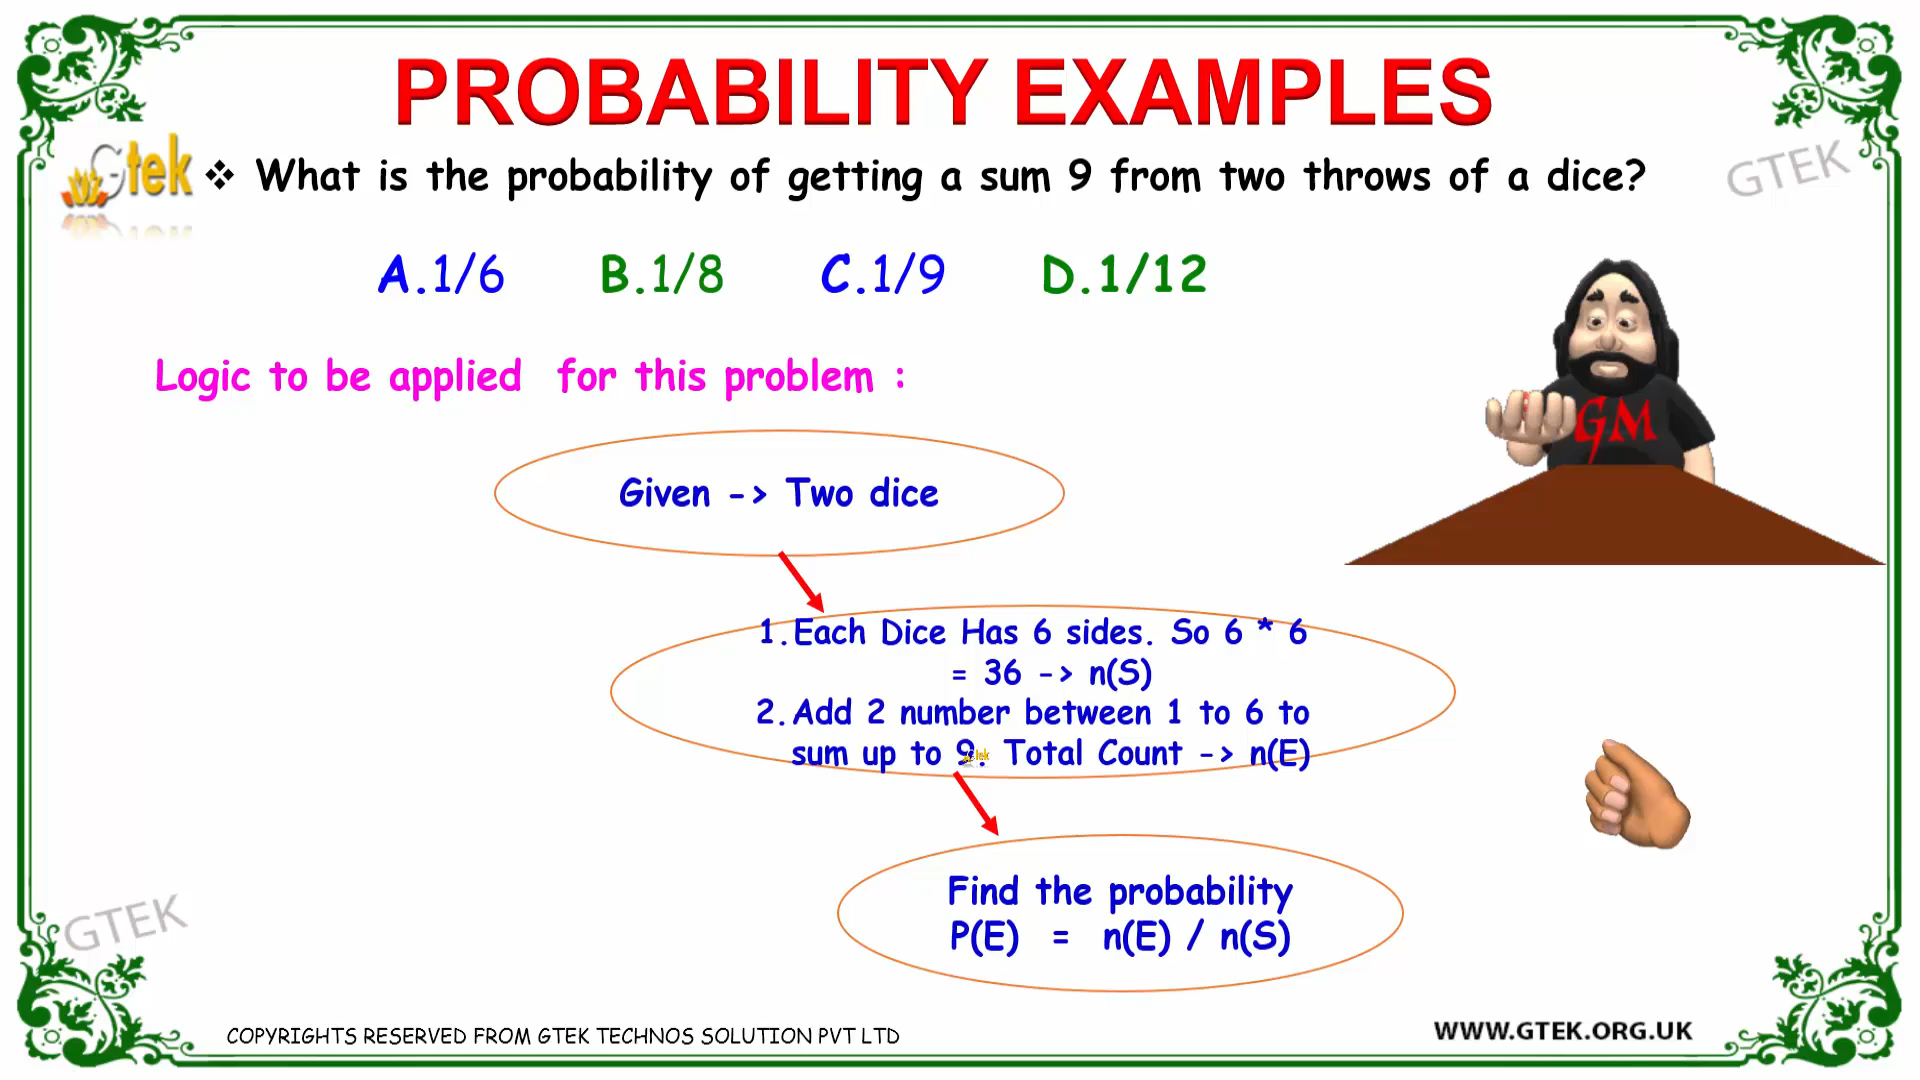 PROBABILITY EXAMPLES
Gtek
❖ What is the probability of getting a sum 9 from two throws of a dice?
GTEK
A.1/6 B.1/8 C.1/9 D.1/12
Logic to be applied for this problem :
GM
Given -> Two dice
1. Each Dice Has 6 sides. So 6 * 6
= 36 -> n(S)
2. Add 2 number between 1 to 6 to
sum up to 9. Total Count -> n(E)
Find the probability
P(E) = n(E) / n(S)
GTEK
COPYRIGHTS RESERVED FROM GTEK TECHNOS SOLUTION PVT LTD
WWW.GTEK.ORG.UK